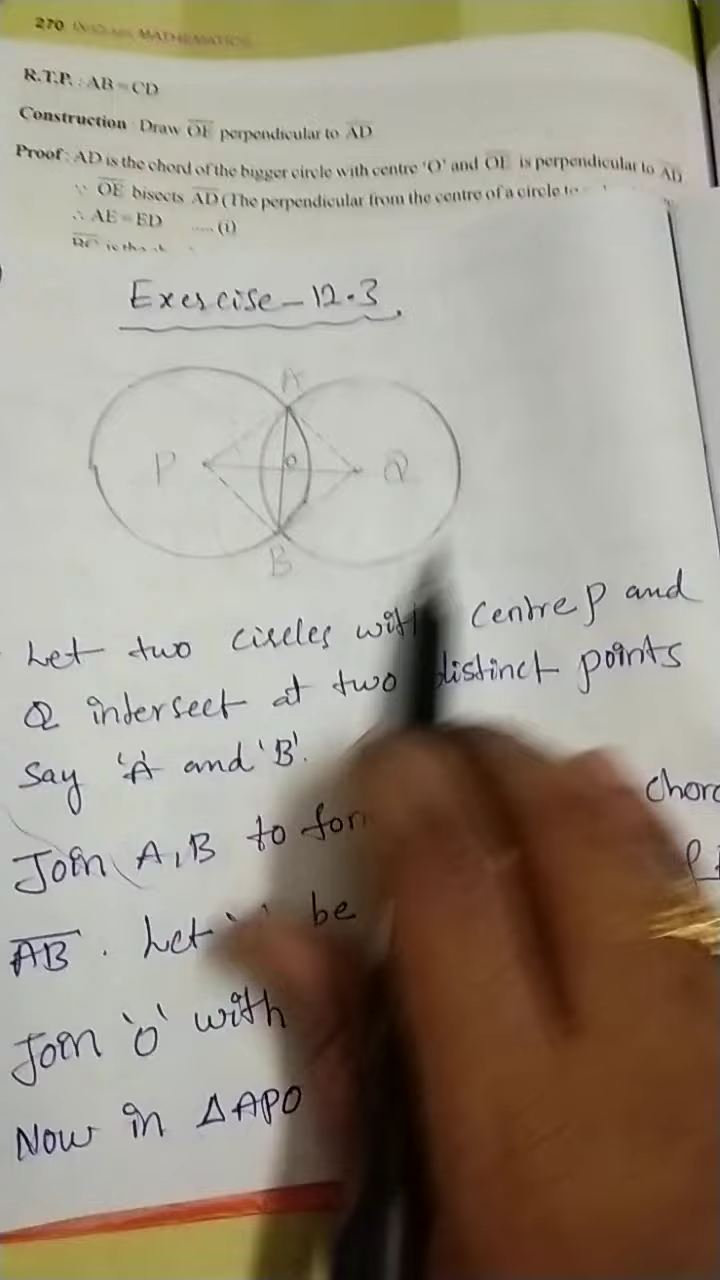 270
MATHEMATICS
R.T.P. : AB = CD
Construction : Draw OE perpendicular to AD
Proof : AD is the chord of the bigger circle with centre 'O' and OE is perpendicular to AD
∵ OE bisects AD (The perpendicular from the centre of a circle to
∴ AE = ED ..... (i)
Exercise-12.3
A
P O Q
B
Let two circles with centre P and
Q intersect at two distinct points
say 'A' and 'B'.
Join A, B to chord
AB. Let be
Join 'O' with
Now in ΔAPO